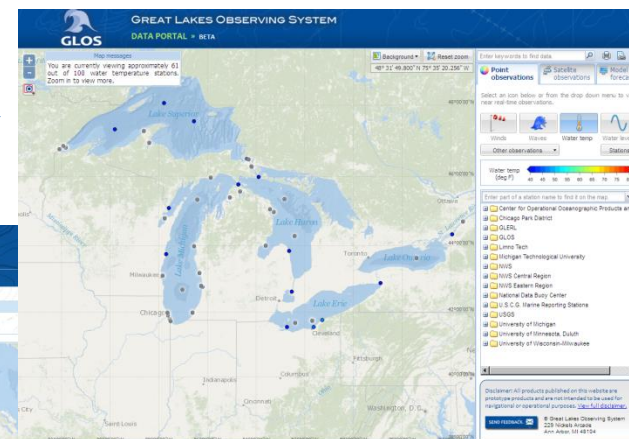 GREAT LAKES OBSERVING SYSTEM
GLOS
DATA PORTAL ▸ BETA
Map messages
You are currently viewing approximately 61
out of 108 water temperature stations.
Zoom in to view more.
Background
Reset zoom
Enter keywords to find data.
Point
observations
Satellite
observations
Model
foreca
Select an icon below or from the drop down menu to v
near real-time observations.
Winds
Waves
Water temp
Water lev
Other observations
Stations
Water temp
(deg F)
Enter part of a station name to find it on the map.
Center for Operational Oceanographic Products an
Chicago Park District
GLERL
GLOS
Limno Tech
Michigan Technological University
NWS
NWS Central Region
NWS Eastern Region
National Data Buoy Center
U.S.C.G. Marine Reporting Stations
USGS
University of Michigan
University of Minnesota, Duluth
University of Wisconsin-Milwaukee
Lake Superior
Ottawa
Lake Huron
Lake Michigan
Toronto
Lake Ontario
Milwaukee
Detroit
Lake Erie
Chicago
Cleveland
Pittsburgh
Columbus
Indianapolis
Cincinnati
Washington, D.C.
Saint Louis
Disclaimer: All products published on this website are
prototype products and are not intended to be used for
navigational or operational purposes. View full disclaimer.
SEND FEEDBACK
© Great Lakes Observing System
229 Nickels Arcade
Ann Arbor, MI 48104